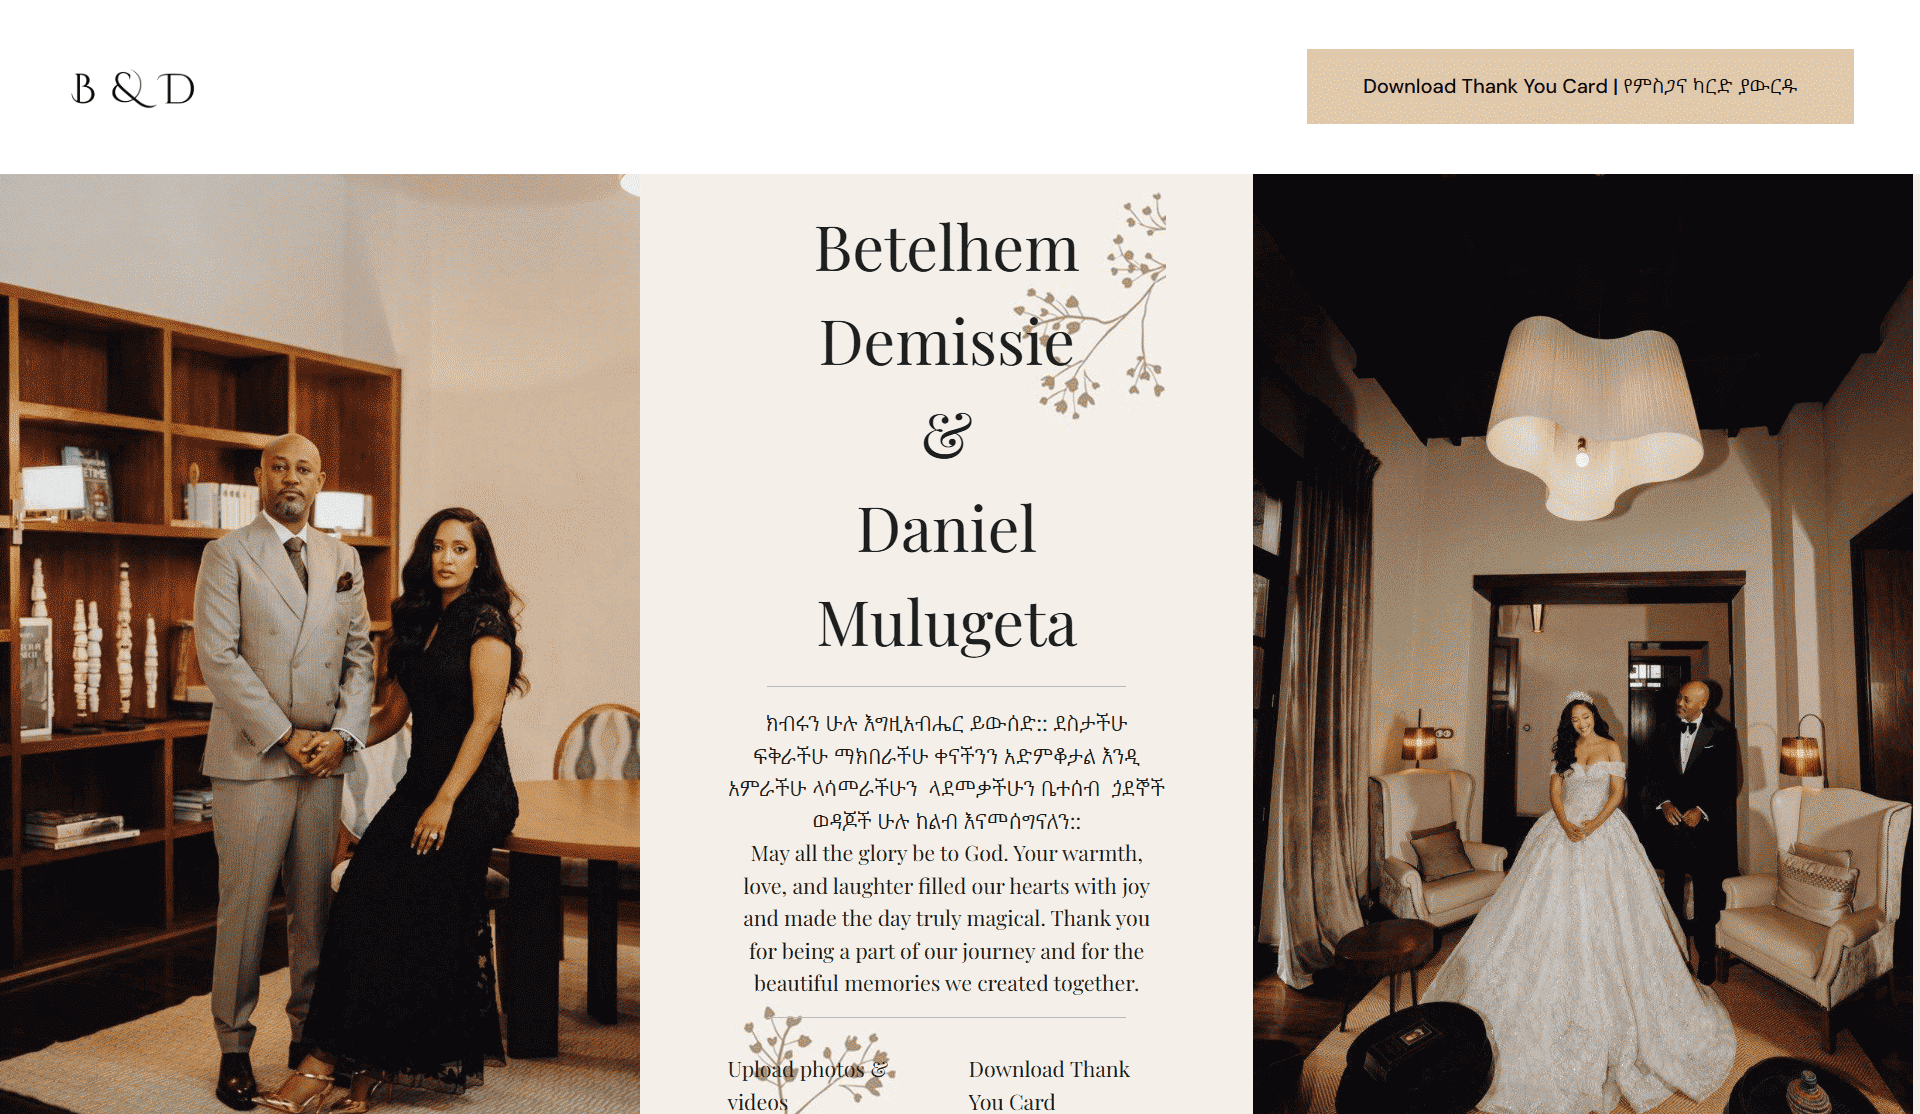 B & D
Download Thank You Card | የምስጋና ካርድ ያውርዱ
Betelhem
Demissie
&
Daniel
Mulugeta
ክብሩን ሁሉ እግዚአብሔር ይውሰድ:: ደስታችሁ
ፍቅራችሁ ማክበራችሁ ቀናችንን አድምቆታል እንዲ
አምራችሁ ላሳመራችሁን ላደመቃችሁን ቤተሰብ ጎደኞች
ወዳጆች ሁሉ ከልብ እናመሰግናለን::
May all the glory be to God. Your warmth,
love, and laughter filled our hearts with joy
and made the day truly magical. Thank you
for being a part of our journey and for the
beautiful memories we created together.
Upload photos &
videos
Download Thank
You Card